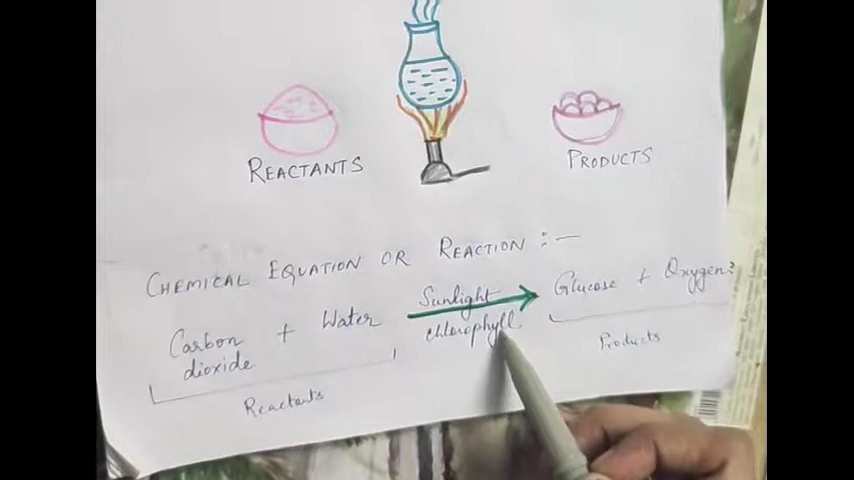 REACTANTS
PRODUCTS
CHEMICAL EQUATION OR REACTION :-
Carbon dioxide + Water
Sunlight
chlorophyll.
Glucose + Oxygen
Reactants
Products